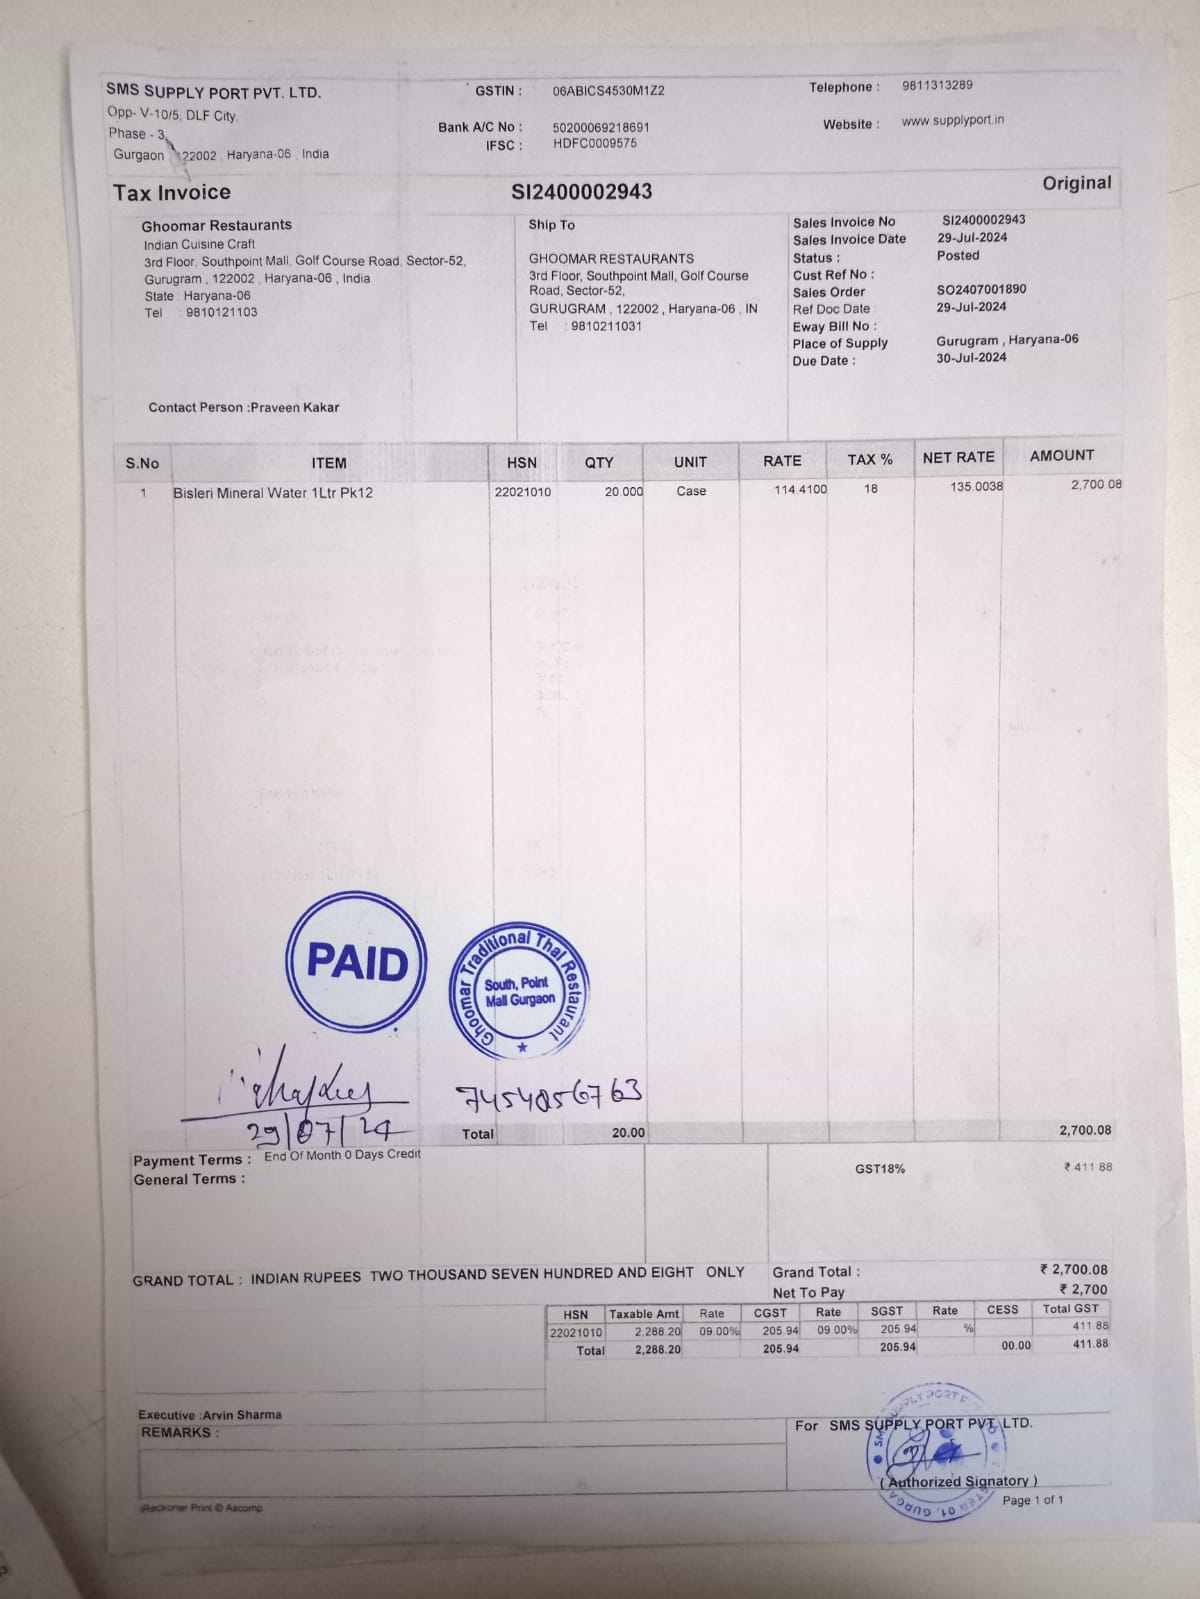 SMS SUPPLY PORT PVT. LTD.
Opp- V-10/5, DLF City,
Phase - 3,
Gurgaon , 122002 , Haryana-06 , India
GSTIN : 06ABICS4530M1Z2
Bank A/C No : 50200069218691
IFSC : HDFC0009575
Telephone : 9811313289
Website : www.supplyport.in
Tax Invoice SI2400002943 Original
Ghoomar Restaurants
Indian Cuisine Craft
3rd Floor, Southpoint Mall, Golf Course Road, Sector-52,
Gurugram , 122002 , Haryana-06 , India
State : Haryana-06
Tel : 9810121103
Contact Person :Praveen Kakar
Ship To
GHOOMAR RESTAURANTS
3rd Floor, Southpoint Mall, Golf Course
Road, Sector-52,
GURUGRAM , 122002 , Haryana-06 , IN
Tel : 9810211031
Sales Invoice No SI2400002943
Sales Invoice Date 29-Jul-2024
Status : Posted
Cust Ref No :
Sales Order SO2407001890
Ref Doc Date : 29-Jul-2024
Eway Bill No :
Place of Supply Gurugram , Haryana-06
Due Date : 30-Jul-2024
S.No ITEM HSN QTY UNIT RATE TAX % NET RATE AMOUNT
1 Bisleri Mineral Water 1Ltr Pk12 22021010 20.000 Case 114.4100 18 135.0038 2,700.08
PAID
Ghoomar Traditional Thal Restaurant
South, Point
Mall Gurgaon
7454056763
29/07/24
Total 20.00 2,700.08
Payment Terms : End Of Month 0 Days Credit
General Terms :
GST18% ₹ 411.88
GRAND TOTAL : INDIAN RUPEES TWO THOUSAND SEVEN HUNDRED AND EIGHT ONLY
Grand Total : ₹ 2,700.08
Net To Pay ₹ 2,700
HSN Taxable Amt Rate CGST Rate SGST Rate CESS Total GST
22021010 2,288.20 09.00% 205.94 09.00% 205.94 % 411.88
Total 2,288.20 205.94 205.94 00.00 411.88
Executive :Arvin Sharma
REMARKS :
For SMS SUPPLY PORT PVT. LTD.
( Authorized Signatory )
iReckoner Print © Ascomp
Page 1 of 1